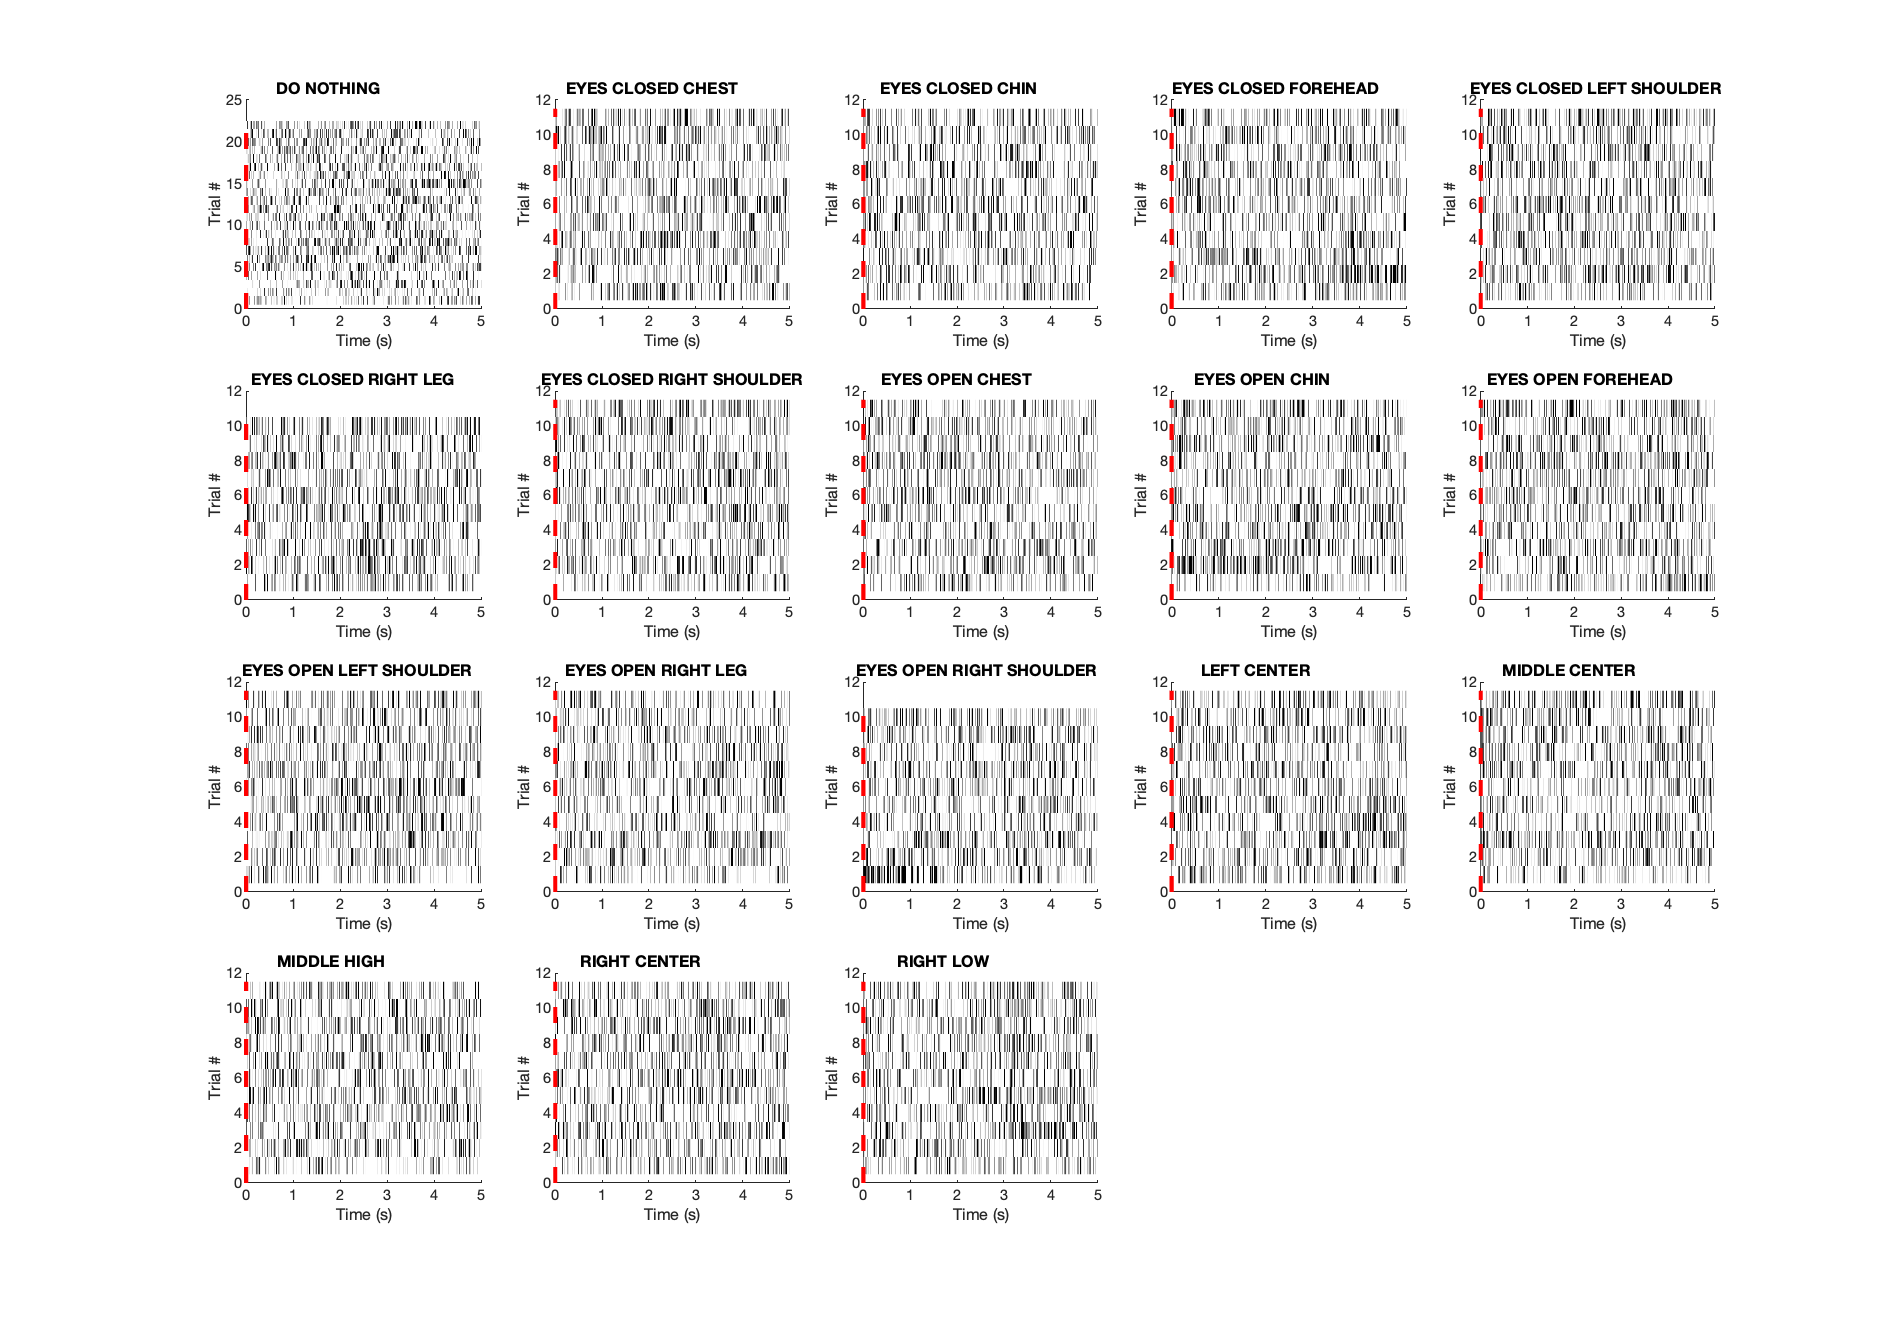 DO NOTHING
25
20
15
10
5
0
Trial #
0 1 2 3 4 5
Time (s)
EYES CLOSED CHEST
12
10
8
6
4
2
0
Trial #
0 1 2 3 4 5
Time (s)
EYES CLOSED CHIN
12
10
8
6
4
2
0
Trial #
0 1 2 3 4 5
Time (s)
EYES CLOSED FOREHEAD
12
10
8
6
4
2
0
Trial #
0 1 2 3 4 5
Time (s)
EYES CLOSED LEFT SHOULDER
12
10
8
6
4
2
0
Trial #
0 1 2 3 4 5
Time (s)
EYES CLOSED RIGHT LEG
12
10
8
6
4
2
0
Trial #
0 1 2 3 4 5
Time (s)
EYES CLOSED RIGHT SHOULDER
12
10
8
6
4
2
0
Trial #
0 1 2 3 4 5
Time (s)
EYES OPEN CHEST
12
10
8
6
4
2
0
Trial #
0 1 2 3 4 5
Time (s)
EYES OPEN CHIN
12
10
8
6
4
2
0
Trial #
0 1 2 3 4 5
Time (s)
EYES OPEN FOREHEAD
12
10
8
6
4
2
0
Trial #
0 1 2 3 4 5
Time (s)
EYES OPEN LEFT SHOULDER
12
10
8
6
4
2
0
Trial #
0 1 2 3 4 5
Time (s)
EYES OPEN RIGHT LEG
12
10
8
6
4
2
0
Trial #
0 1 2 3 4 5
Time (s)
EYES OPEN RIGHT SHOULDER
12
10
8
6
4
2
0
Trial #
0 1 2 3 4 5
Time (s)
LEFT CENTER
12
10
8
6
4
2
0
Trial #
0 1 2 3 4 5
Time (s)
MIDDLE CENTER
12
10
8
6
4
2
0
Trial #
0 1 2 3 4 5
Time (s)
MIDDLE HIGH
12
10
8
6
4
2
0
Trial #
0 1 2 3 4 5
Time (s)
RIGHT CENTER
12
10
8
6
4
2
0
Trial #
0 1 2 3 4 5
Time (s)
RIGHT LOW
12
10
8
6
4
2
0
Trial #
0 1 2 3 4 5
Time (s)